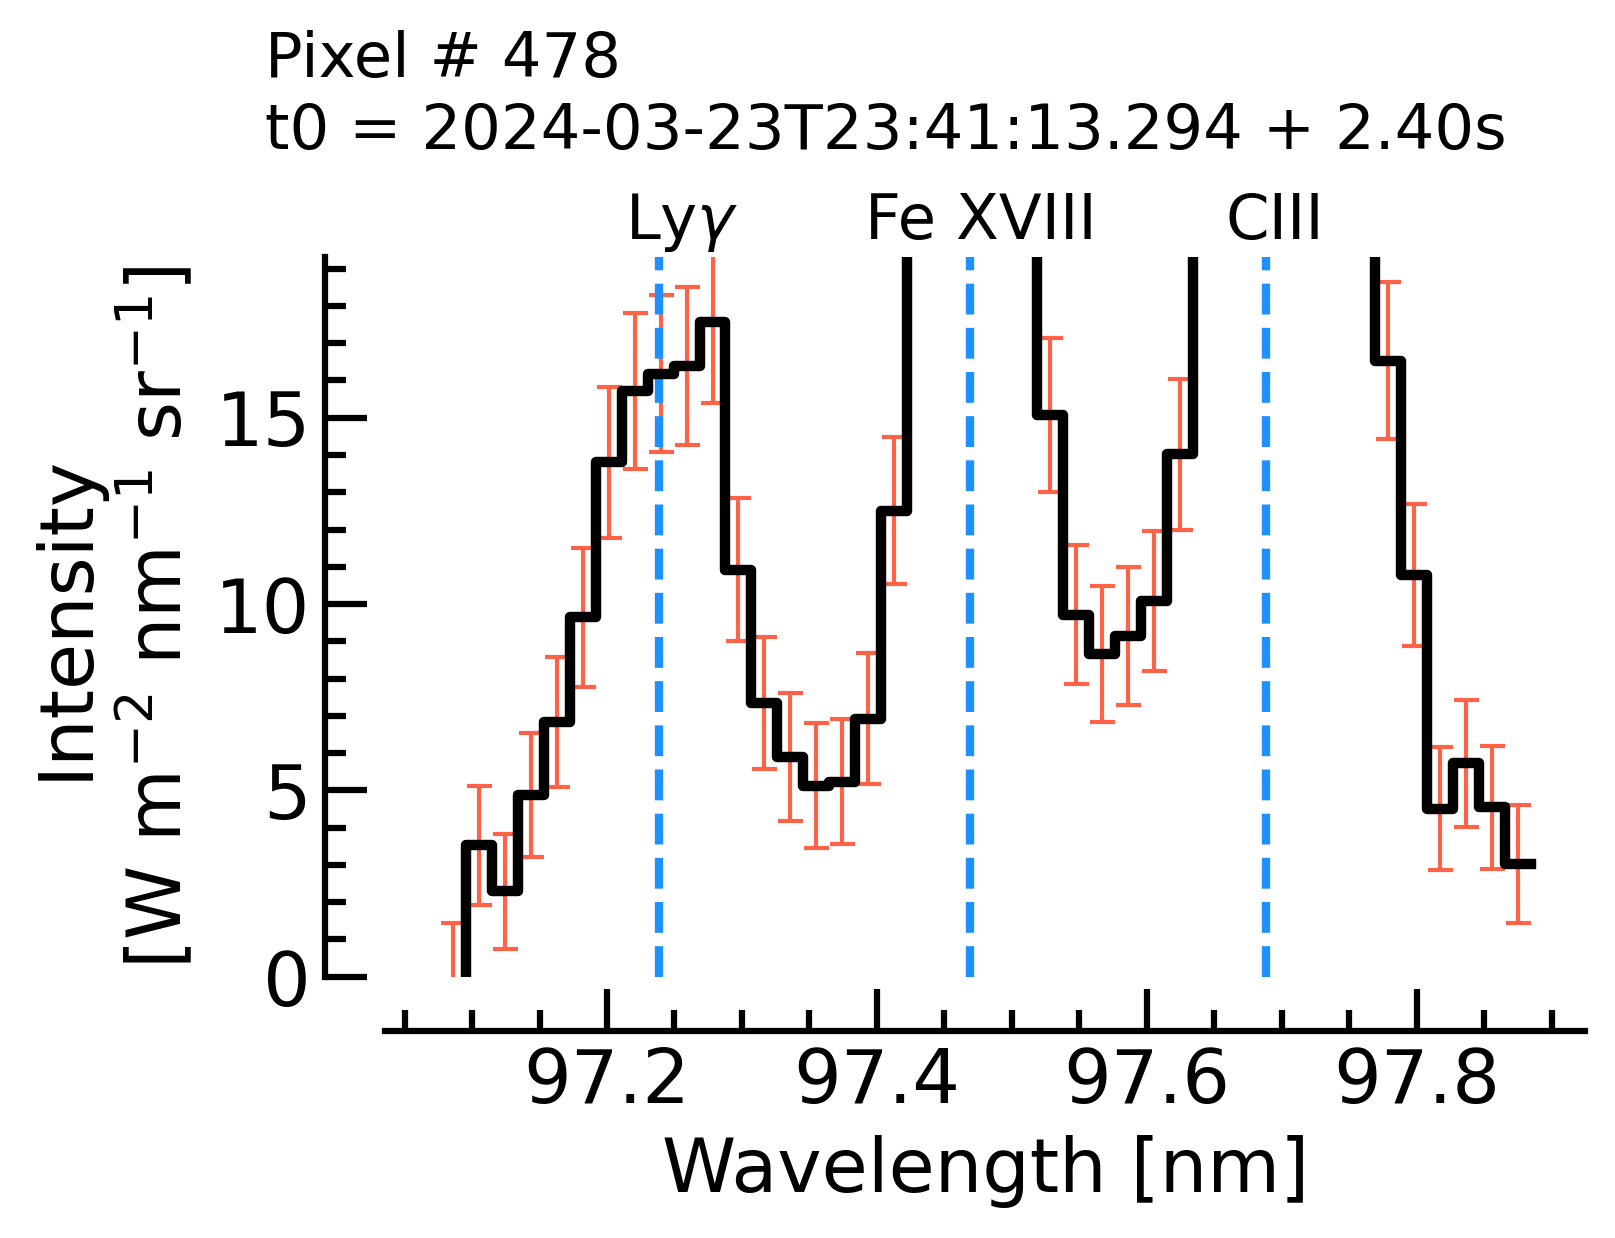 Pixel # 478
t0 = 2024-03-23T23:41:13.294 + 2.40s
Lyγ Fe XVIII CIII
Intensity
[W m⁻² nm⁻¹ sr⁻¹]
15
10
5
0
97.2 97.4 97.6 97.8
Wavelength [nm]